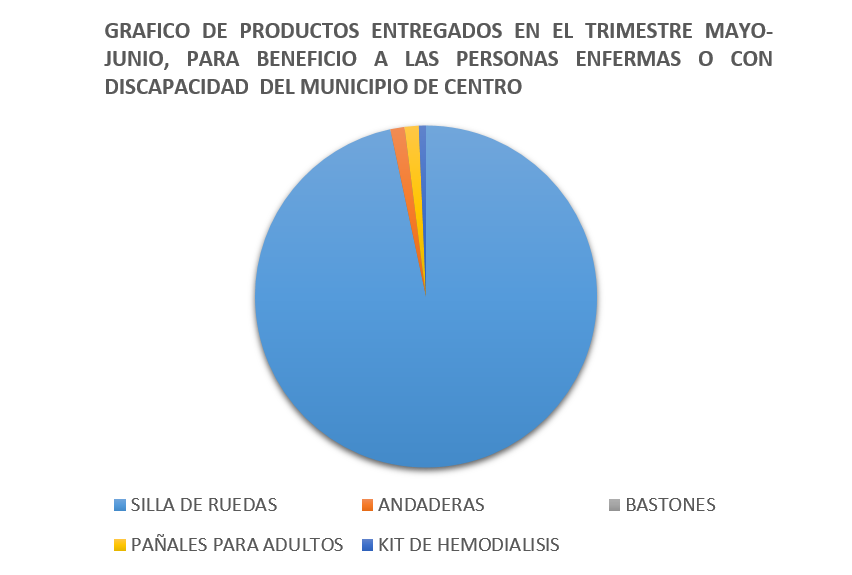 GRAFICO DE PRODUCTOS ENTREGADOS EN EL TRIMESTRE MAYO-
JUNIO, PARA BENEFICIO A LAS PERSONAS ENFERMAS O CON
DISCAPACIDAD DEL MUNICIPIO DE CENTRO
SILLA DE RUEDAS ANDADERAS BASTONES
PAÑALES PARA ADULTOS KIT DE HEMODIALISIS